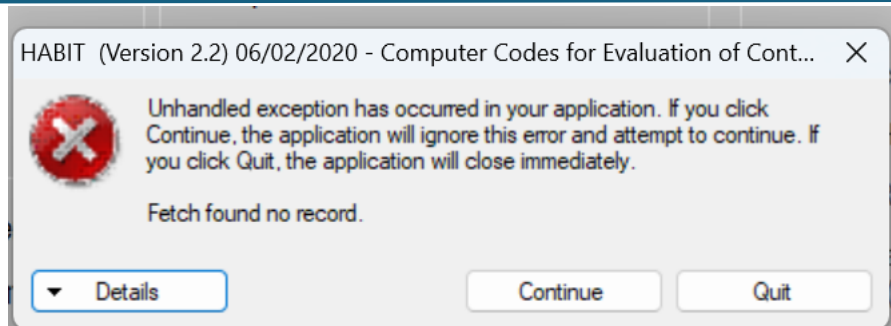 HABIT (Version 2.2) 06/02/2020 - Computer Codes for Evaluation of Cont...
Unhandled exception has occurred in your application. If you click
Continue, the application will ignore this error and attempt to continue. If
you click Quit, the application will close immediately.
Fetch found no record.
Details
Continue
Quit